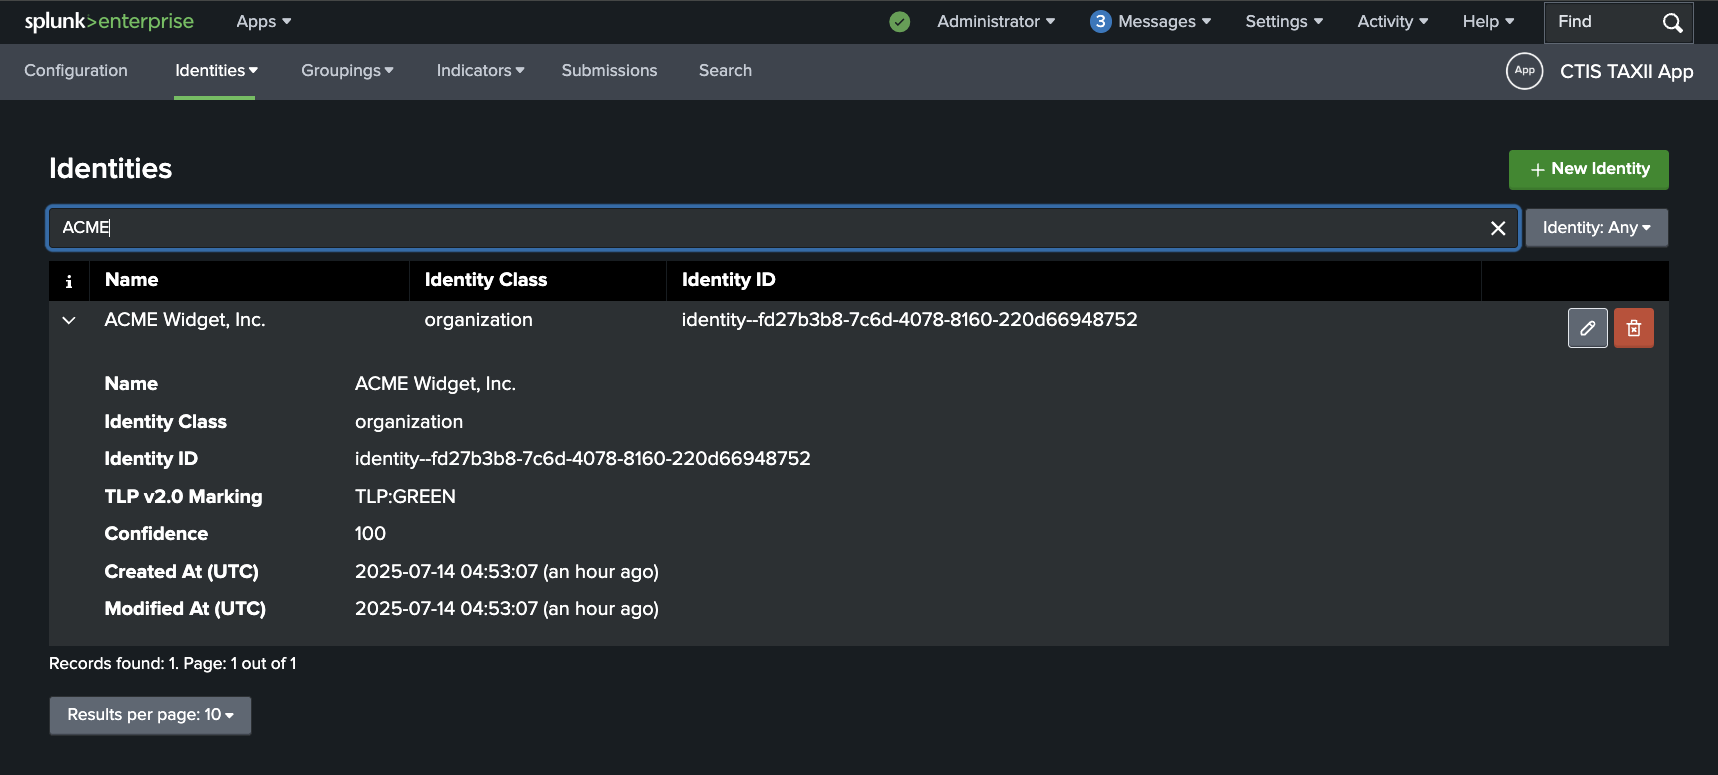 splunk>enterprise Apps Administrator 3 Messages Settings Activity Help Find
Configuration Identities Groupings Indicators Submissions Search App CTIS TAXII App
Identities
+ New Identity
ACME
Identity: Any
i Name Identity Class Identity ID
ACME Widget, Inc. organization identity--fd27b3b8-7c6d-4078-8160-220d66948752
Name ACME Widget, Inc.
Identity Class organization
Identity ID identity--fd27b3b8-7c6d-4078-8160-220d66948752
TLP v2.0 Marking TLP:GREEN
Confidence 100
Created At (UTC) 2025-07-14 04:53:07 (an hour ago)
Modified At (UTC) 2025-07-14 04:53:07 (an hour ago)
Records found: 1. Page: 1 out of 1
Results per page: 10